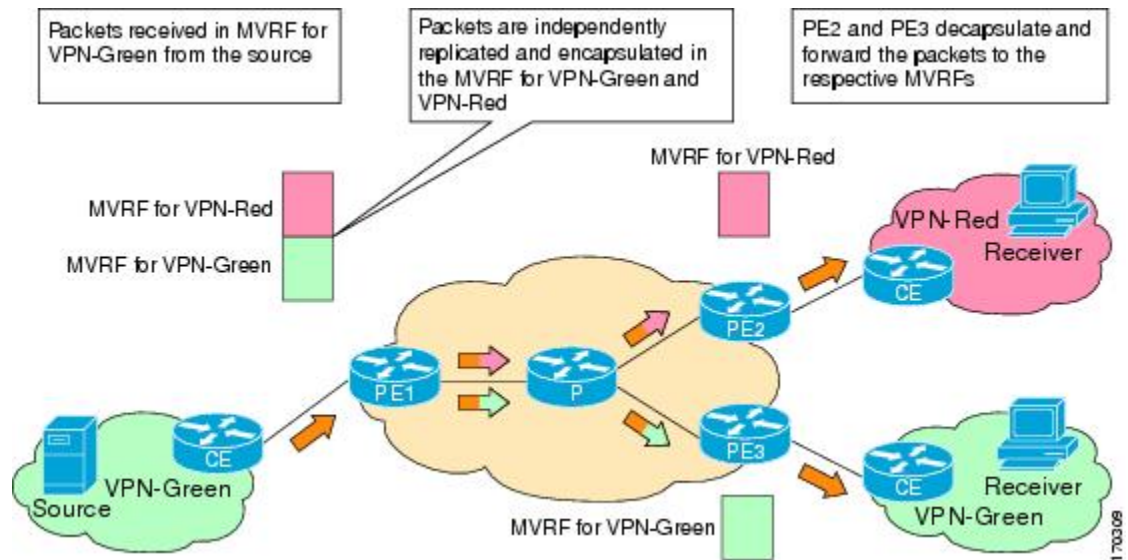 Packets received in MVRF for
VPN-Green from the source
Packets are independently
replicated and encapsulated in
the MVRF for VPN-Green and
VPN-Red
PE2 and PE3 decapsulate and
forward the packets to the
respective MVRFs
MVRF for VPN-Red
MVRF for VPN-Red
MVRF for VPN-Green
VPN-Red
Receiver
CE
PE2
PE1
P
PE3
CE
VPN-Green
Source
CE
Receiver
VPN-Green
MVRF for VPN-Green
170309